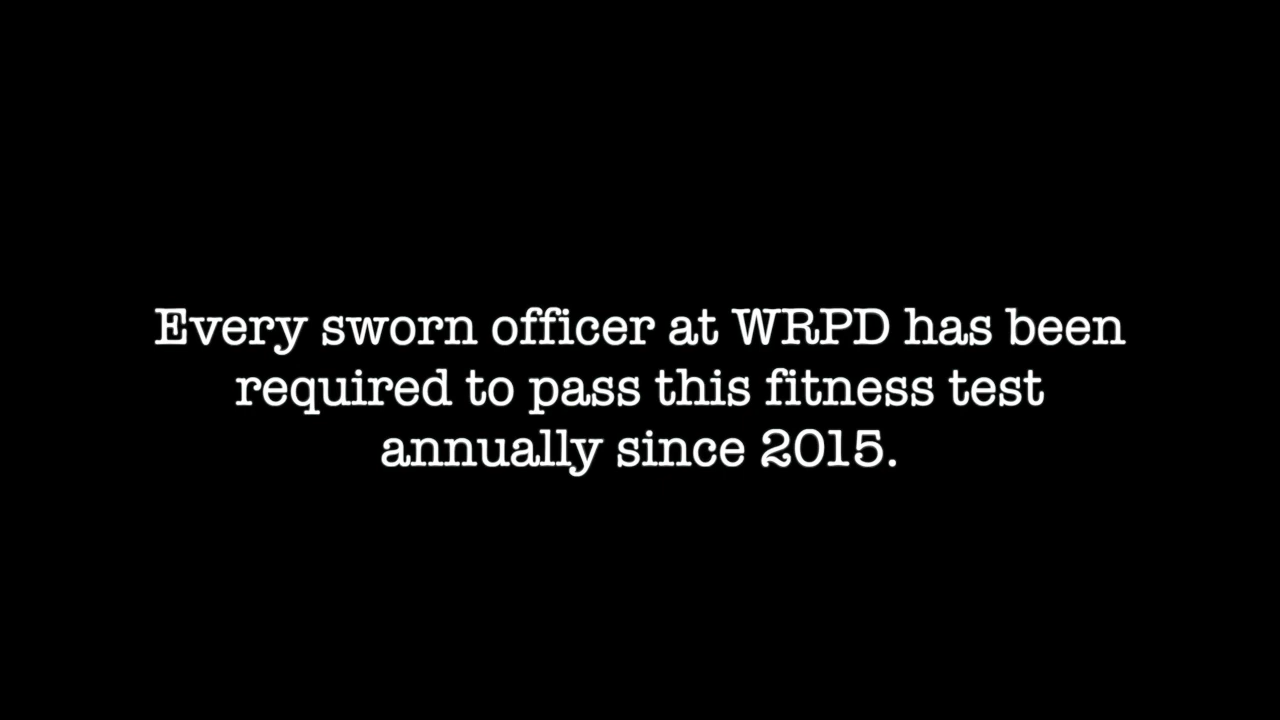 Every sworn officer at WRPD has been
required to pass this fitness test
annually since 2015.